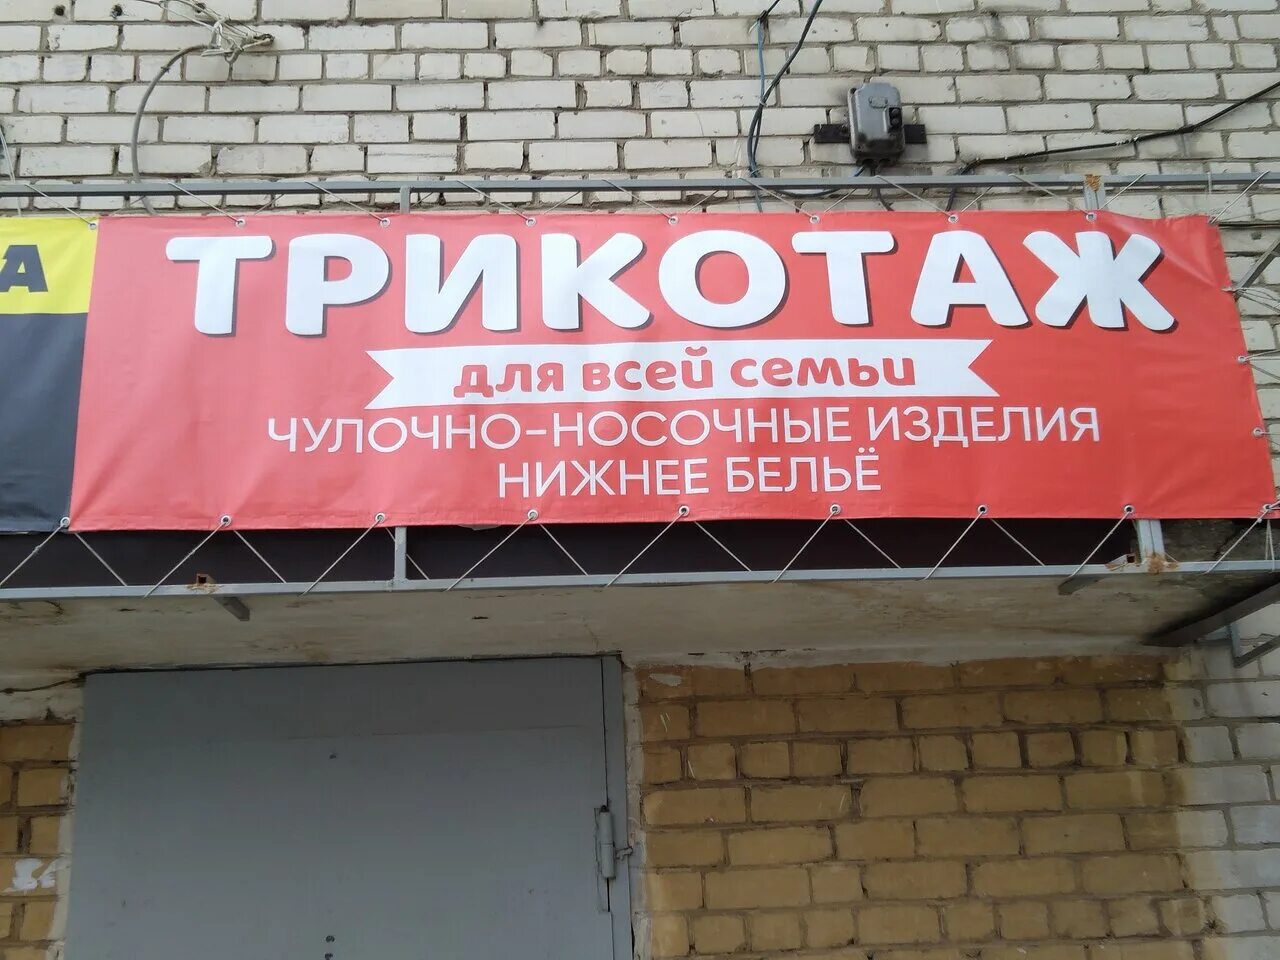 А
ТРИКОТАЖ
для всей семьи
ЧУЛОЧНО-НОСОЧНЫЕ ИЗДЕЛИЯ
НИЖНЕЕ БЕЛЬЁ